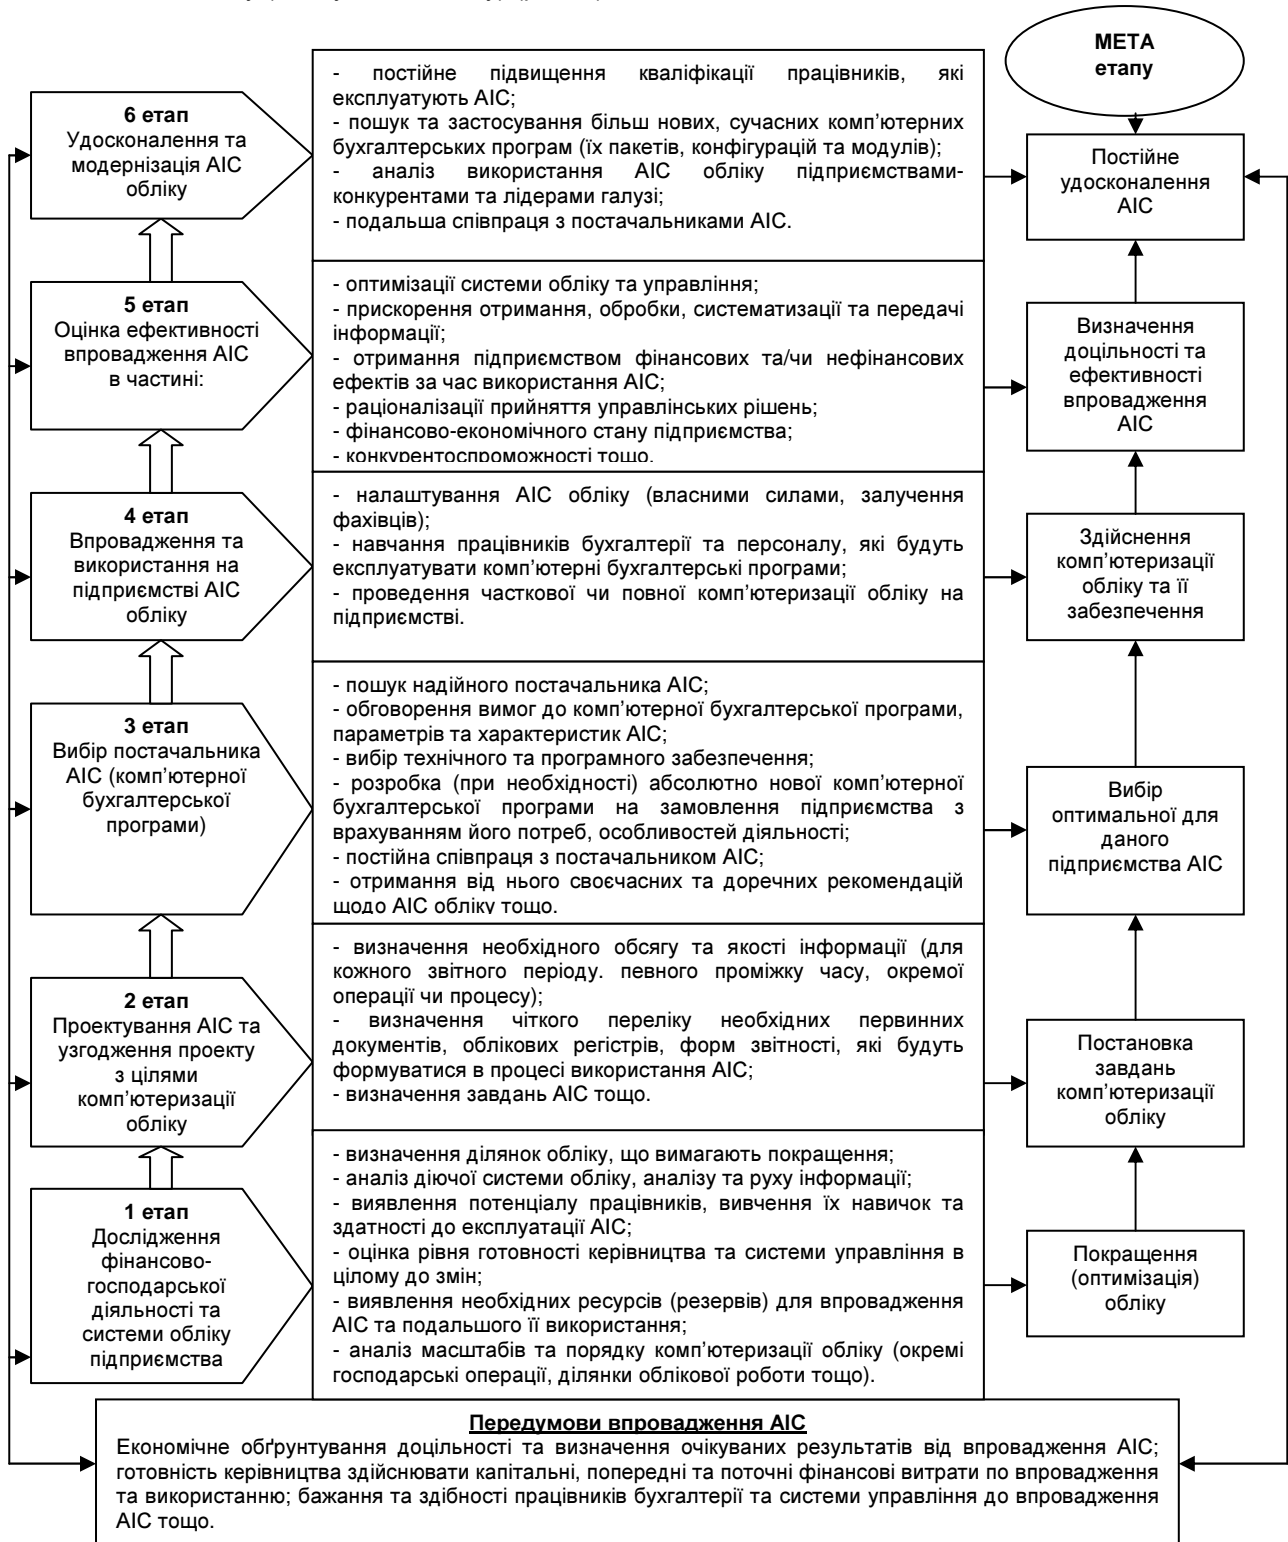 МЕТА
етапу
6 етап
Удосконалення та
модернізація АІС
обліку
- постійне підвищення кваліфікації працівників, які
експлуатують АІС;
- пошук та застосування більш нових, сучасних комп’ютерних
бухгалтерських програм (їх пакетів, конфігурацій та модулів);
- аналіз використання АІС обліку підприємствами-
конкурентами та лідерами галузі;
- подальша співпраця з постачальниками АІС.
Постійне
удосконалення
АІС
5 етап
Оцінка ефективності
впровадження АІС
в частині:
- оптимізації системи обліку та управління;
- прискорення отримання, обробки, систематизації та передачі
інформації;
- отримання підприємством фінансових та/чи нефінансових
ефектів за час використання АІС;
- раціоналізації прийняття управлінських рішень;
- фінансово-економічного стану підприємства;
- конкурентоспроможності тощо.
Визначення
доцільності та
ефективності
впровадження
АІС
4 етап
Впровадження та
використання на
підприємстві АІС
обліку
- налаштування АІС обліку (власними силами, залучення
фахівців);
- навчання працівників бухгалтерії та персоналу, які будуть
експлуатувати комп’ютерні бухгалтерські програми;
- проведення часткової чи повної комп’ютеризації обліку на
підприємстві.
Здійснення
комп’ютеризації
обліку та її
забезпечення
3 етап
Вибір постачальника
АІС (комп’ютерної
бухгалтерської
програми)
- пошук надійного постачальника АІС;
- обговорення вимог до комп’ютерної бухгалтерської програми,
параметрів та характеристик АІС;
- вибір технічного та програмного забезпечення;
- розробка (при необхідності) абсолютно нової комп’ютерної
бухгалтерської програми на замовлення підприємства з
врахуванням його потреб, особливостей діяльності;
- постійна співпраця з постачальником АІС;
- отримання від нього своєчасних та доречних рекомендацій
щодо АІС обліку тощо.
Вибір
оптимальної для
даного
підприємства АІС
2 етап
Проектування АІС та
узгодження проекту
з цілями
комп’ютеризації
обліку
- визначення необхідного обсягу та якості інформації (для
кожного звітного періоду. певного проміжку часу, окремої
операції чи процесу);
- визначення чіткого переліку необхідних первинних
документів, облікових регістрів, форм звітності, які будуть
формуватися в процесі використання АІС;
- визначення завдань АІС тощо.
Постановка
завдань
комп’ютеризації
обліку
1 етап
Дослідження
фінансово-
господарської
діяльності та
системи обліку
підприємства
- визначення ділянок обліку, що вимагають покращення;
- аналіз діючої системи обліку, аналізу та руху інформації;
- виявлення потенціалу працівників, вивчення їх навичок та
здатності до експлуатації АІС;
- оцінка рівня готовності керівництва та системи управління в
цілому до змін;
- виявлення необхідних ресурсів (резервів) для впровадження
АІС та подальшого її використання;
- аналіз масштабів та порядку комп’ютеризації обліку (окремі
господарські операції, ділянки облікової роботи тощо).
Покращення
(оптимізація)
обліку
Передумови впровадження АІС
Економічне обґрунтування доцільності та визначення очікуваних результатів від впровадження АІС;
готовність керівництва здійснювати капітальні, попередні та поточні фінансові витрати по впровадження
та використанню; бажання та здібності працівників бухгалтерії та системи управління до впровадження
АІС тощо.